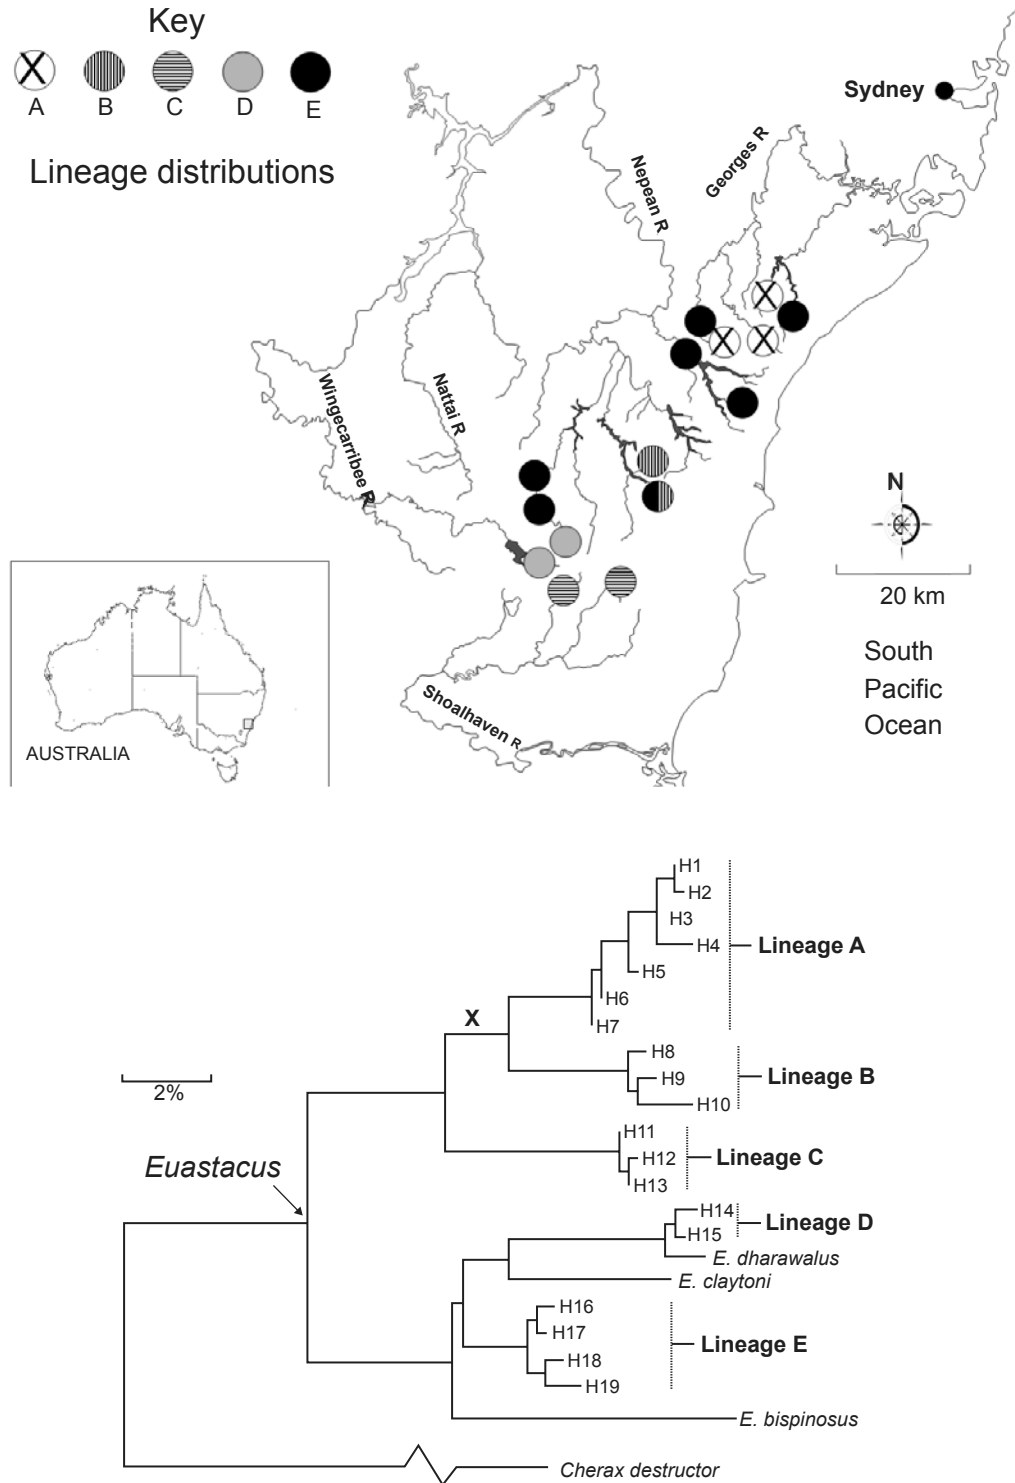 Key
A B C D E
Lineage distributions
Sydney
Georges R
Nepean R
Nattai R
Wingecarribee R
Shoalhaven R
N
20 km
South
Pacific
Ocean
AUSTRALIA
H1
H2
H3
H4
H5
H6
H7
Lineage A
X
H8
H9
H10
Lineage B
2%
H11
H12
H13
Lineage C
Euastacus
H14
H15
Lineage D
E. dharawalus
E. claytoni
H16
H17
H18
H19
Lineage E
E. bispinosus
Cherax destructor